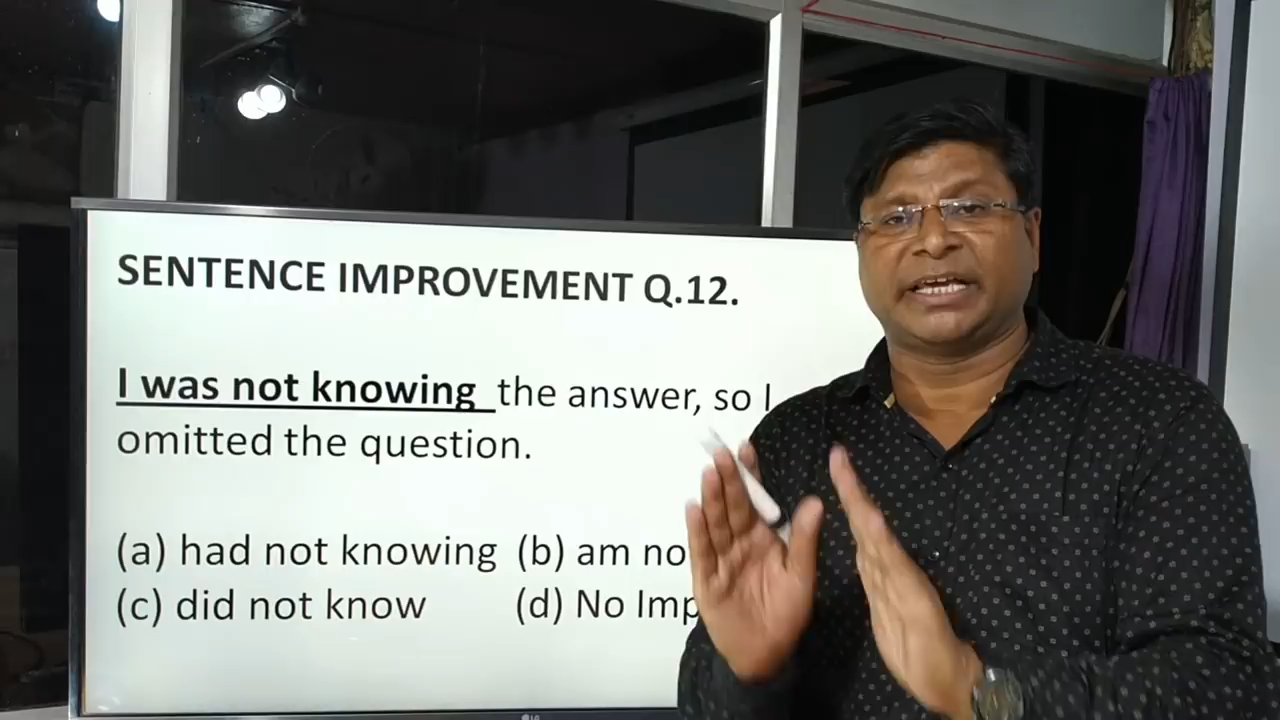 SENTENCE IMPROVEMENT Q.12.
I was not knowing the answer, so I
omitted the question.
(a) had not knowing (b) am no
(c) did not know (d) No Imp
LG